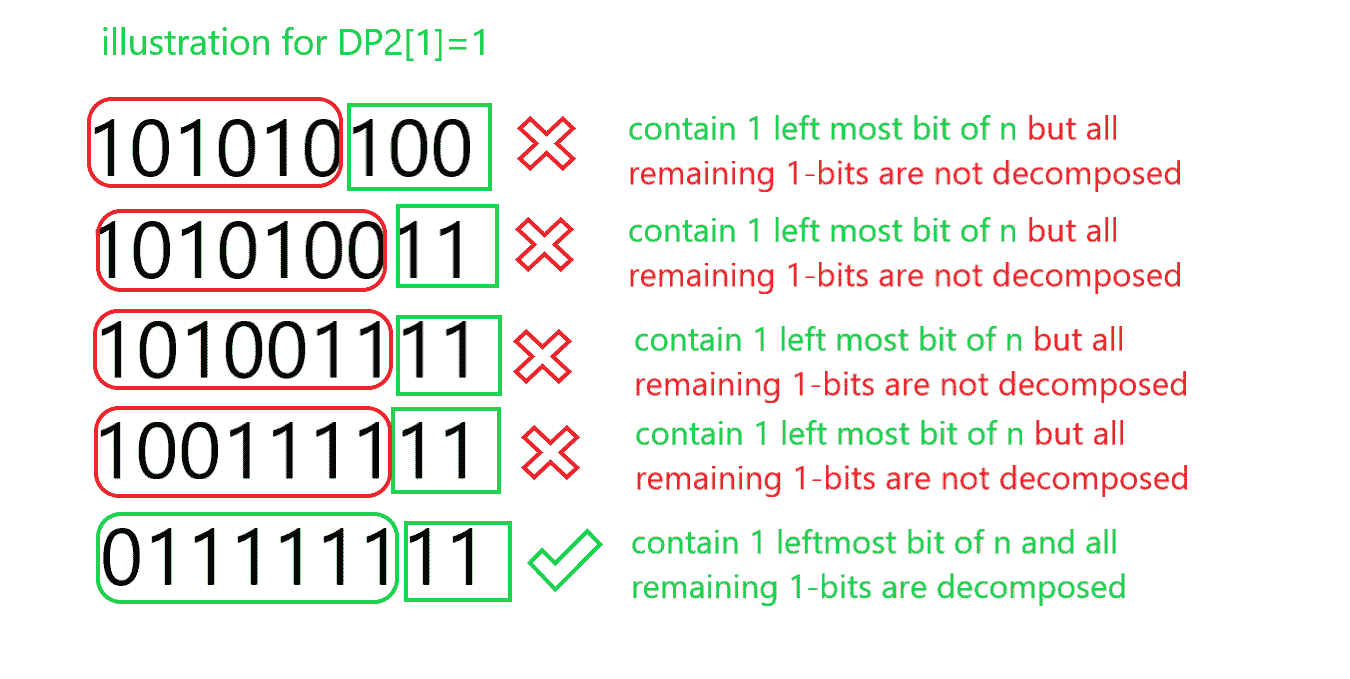 illustration for DP2[1]=1
101010100 contain 1 left most bit of n but all
remaining 1-bits are not decomposed
101010011 contain 1 left most bit of n but all
remaining 1-bits are not decomposed
101001111 contain 1 left most bit of n but all
remaining 1-bits are not decomposed
100111111 contain 1 left most bit of n but all
remaining 1-bits are not decomposed
011111111 contain 1 leftmost bit of n and all
remaining 1-bits are decomposed